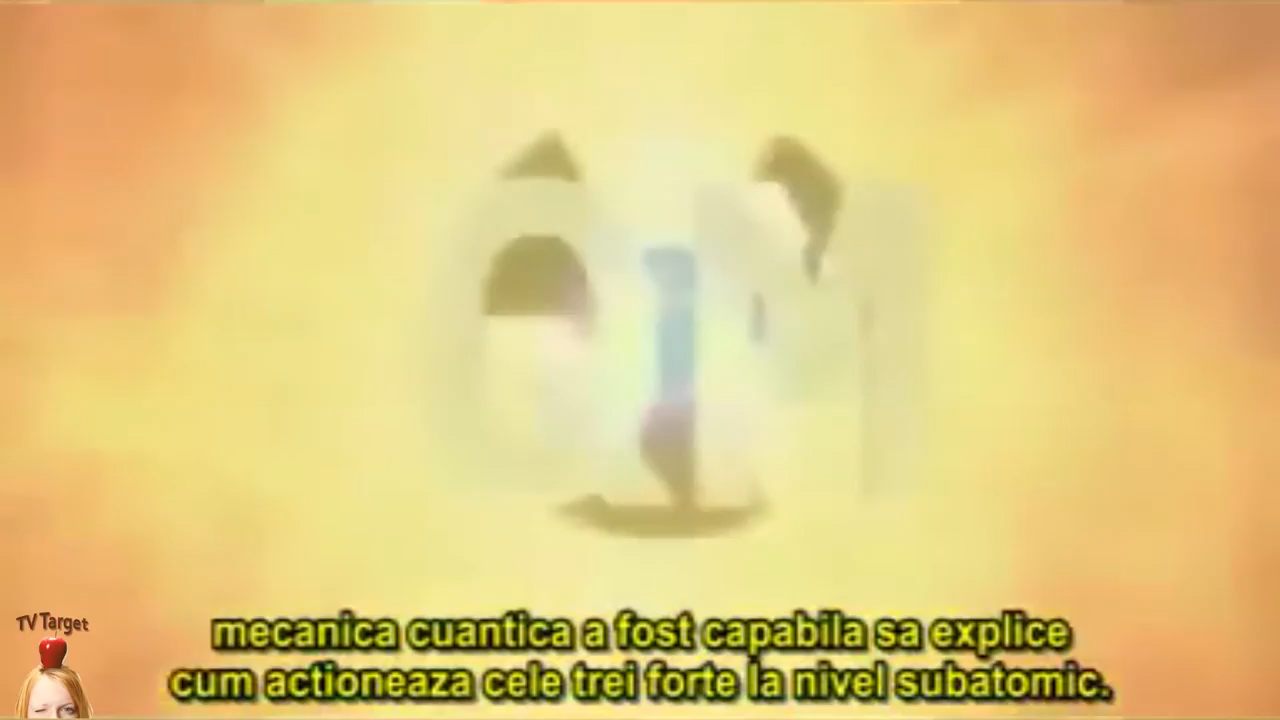 TV Target
mecanica cuantica a fost capabila sa explice
cum actioneaza cele trei forte la nivel subatomic.